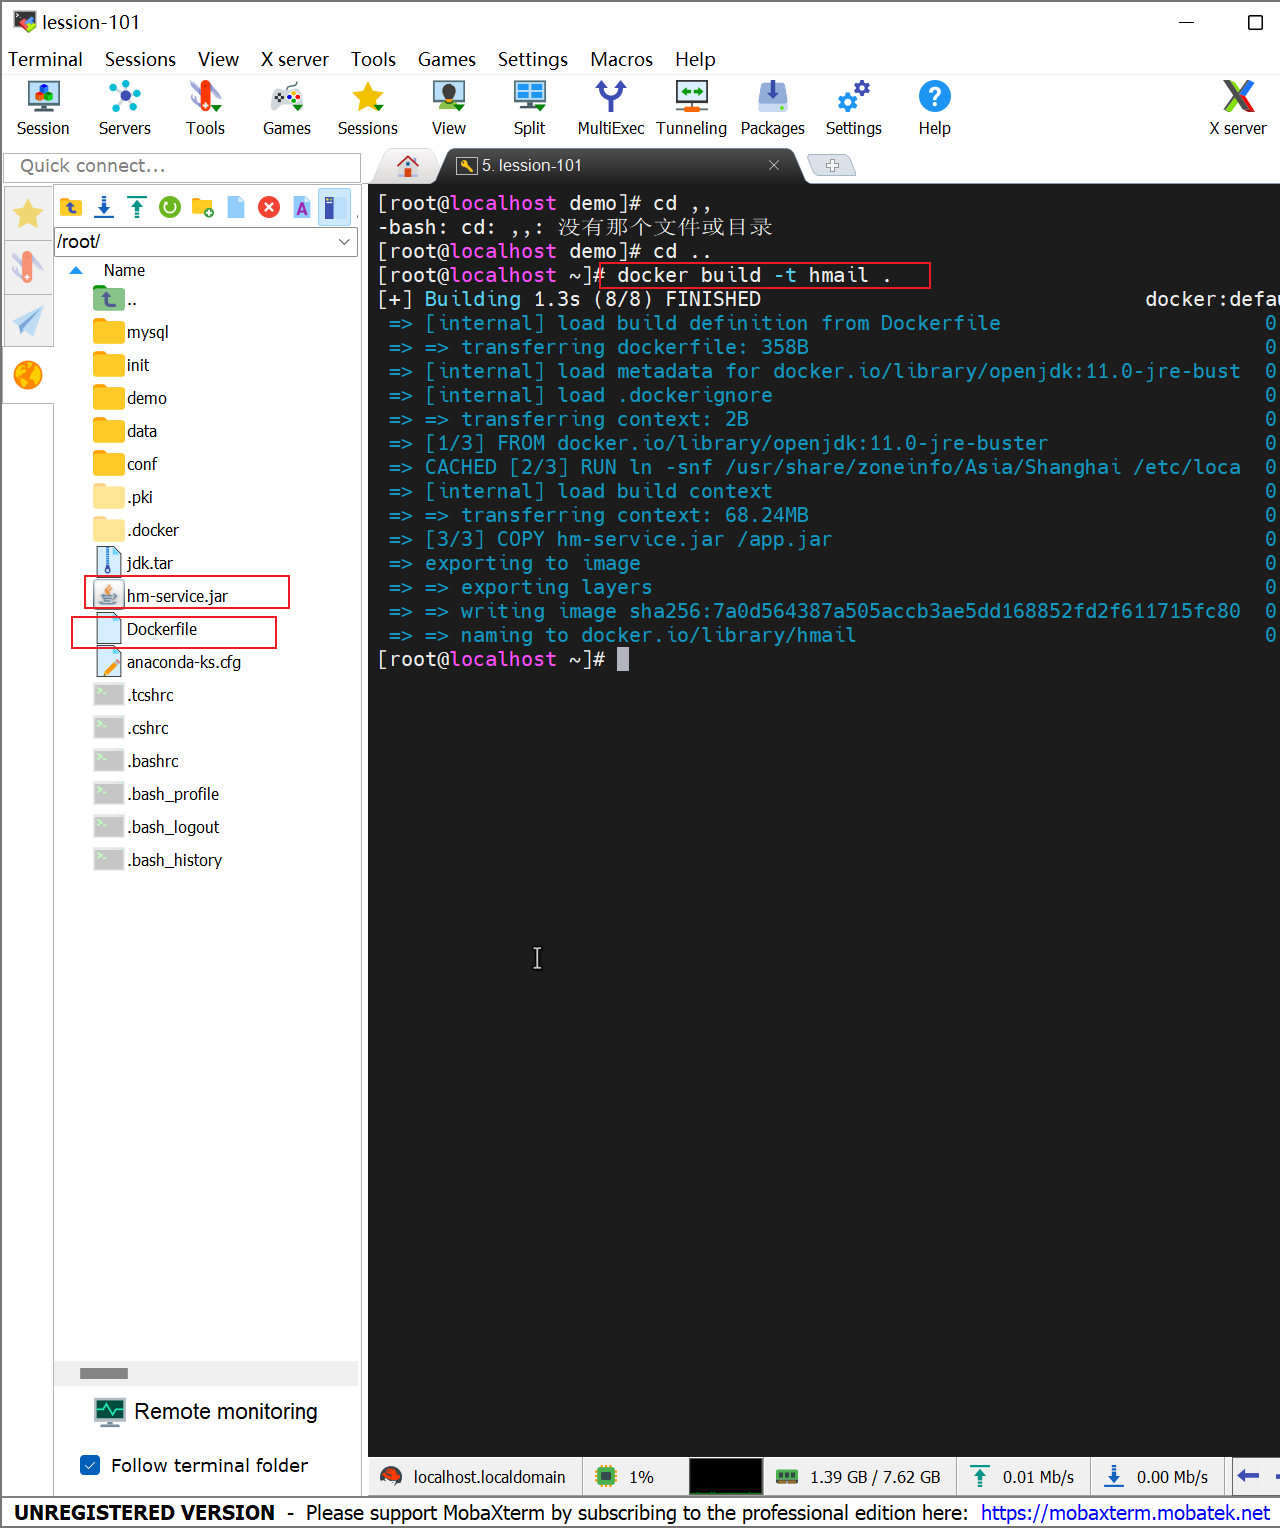 lession-101
Terminal Sessions View X server Tools Games Settings Macros Help
Session Servers Tools Games Sessions View Split MultiExec Tunneling Packages Settings Help X server
Quick connect...
5. lession-101
/root/
Name
..
mysql
init
demo
data
conf
.pki
.docker
jdk.tar
hm-service.jar
Dockerfile
anaconda-ks.cfg
.tcshrc
.cshrc
.bashrc
.bash_profile
.bash_logout
.bash_history
Remote monitoring
Follow terminal folder
[root@localhost demo]# cd ,,
-bash: cd: ,,: 没有那个文件或目录
[root@localhost demo]# cd ..
[root@localhost ~]# docker build -t hmail .
[+] Building 1.3s (8/8) FINISHED docker:defau
=> [internal] load build definition from Dockerfile 0
=> => transferring dockerfile: 358B 0
=> [internal] load metadata for docker.io/library/openjdk:11.0-jre-bust 0
=> [internal] load .dockerignore 0
=> => transferring context: 2B 0
=> [1/3] FROM docker.io/library/openjdk:11.0-jre-buster 0
=> CACHED [2/3] RUN ln -snf /usr/share/zoneinfo/Asia/Shanghai /etc/loca 0
=> [internal] load build context 0
=> => transferring context: 68.24MB 0
=> [3/3] COPY hm-service.jar /app.jar 0
=> exporting to image 0
=> => exporting layers 0
=> => writing image sha256:7a0d564387a505accb3ae5dd168852fd2f611715fc80 0
=> => naming to docker.io/library/hmail 0
[root@localhost ~]#
localhost.localdomain 1% 1.39 GB / 7.62 GB 0.01 Mb/s 0.00 Mb/s
UNREGISTERED VERSION - Please support MobaXterm by subscribing to the professional edition here: https://mobaxterm.mobatek.net